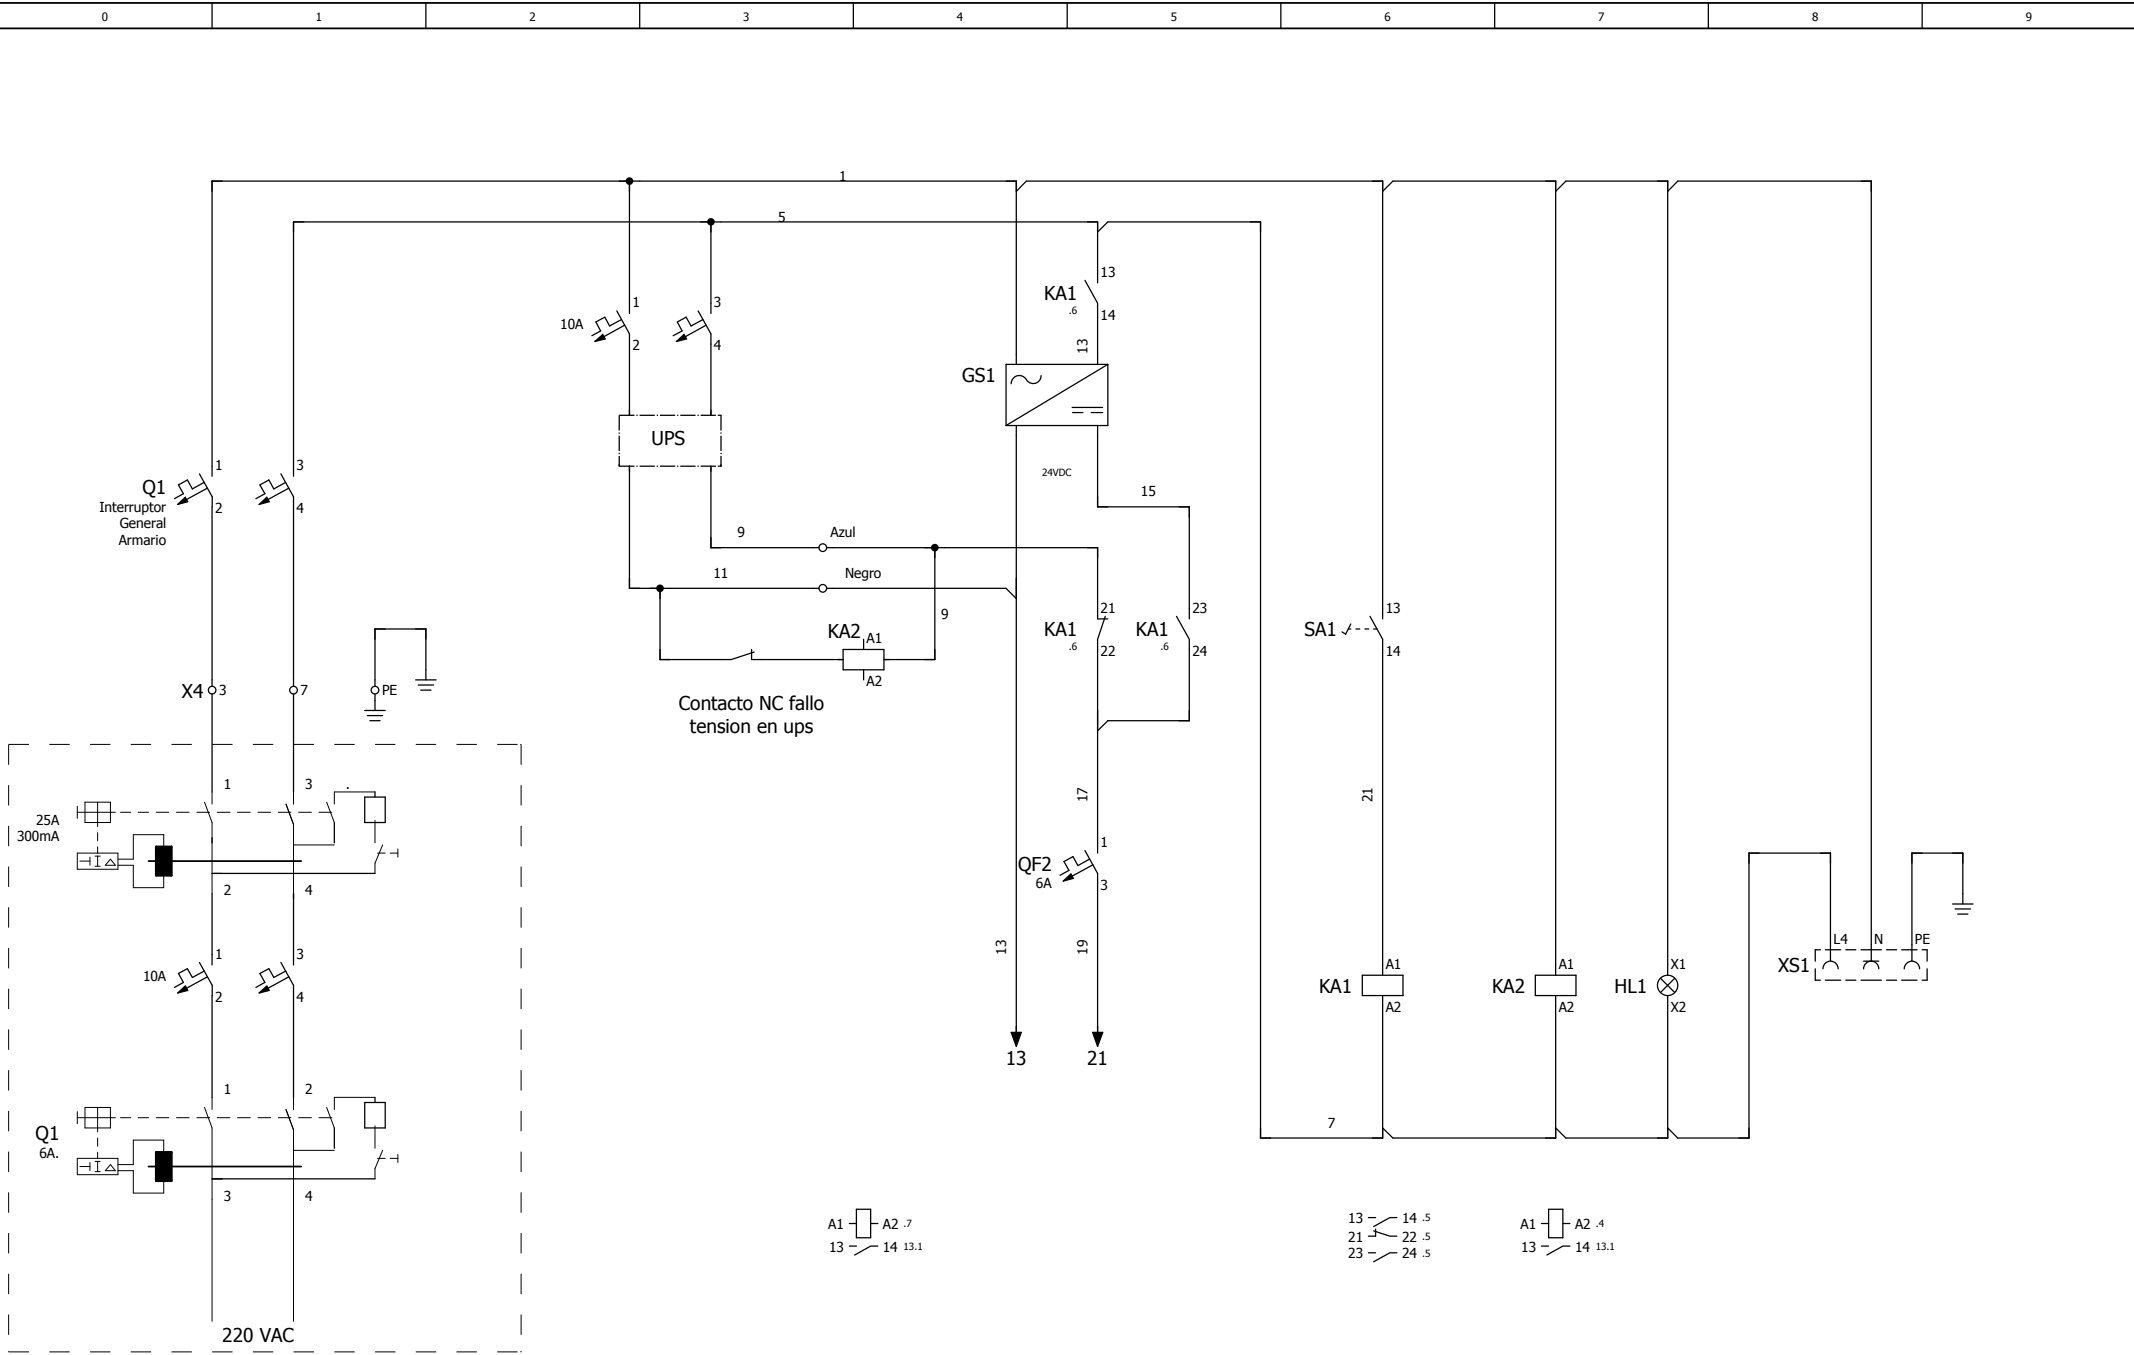 0 1 2 3 4 5 6 7 8 9
1
5
13
KA1
.6
14
13
1 3
10A
2 4
GS1
UPS
24VDC
15
1 3
Q1
2 4
Interruptor
General
Armario
9 Azul
11 Negro
9
KA2 A1
A2
21 23 13
KA1 KA1 SA1
.6 .6
22 24 14
X4 3 7 PE
Contacto NC fallo
tension en ups
1 3 .
25A
300mA
2 4
17 21
1
QF2
6A
3
1 3
10A
2 4
13 19
L4 N PE
XS1
A1 A1 X1
KA1 KA2 HL1
A2 A2 X2
13 21
1 2
Q1
6A.
3 4
7
A1 A2 .7
13 14 13.1
13 14 .5
21 22 .5
23 24 .5
A1 A2 .4
13 14 13.1
220 VAC